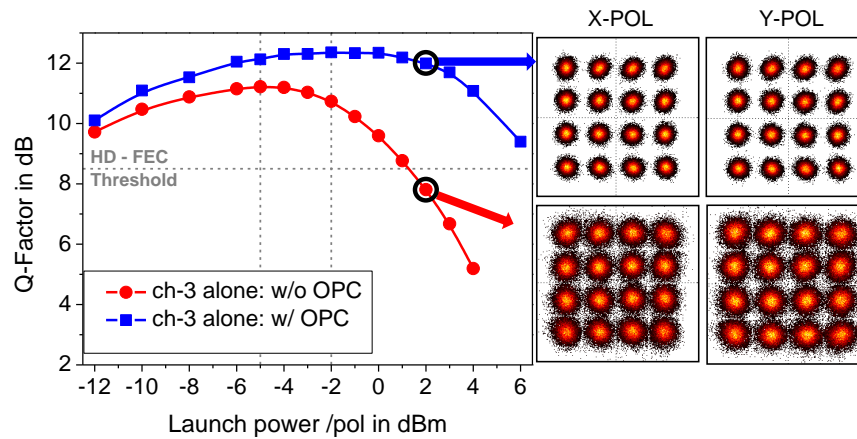 X-POL
Y-POL
12
10
8
6
4
2
Q-Factor in dB
HD - FEC
Threshold
ch-3 alone: w/o OPC
ch-3 alone: w/ OPC
-12 -10 -8 -6 -4 -2 0 2 4 6
Launch power /pol in dBm